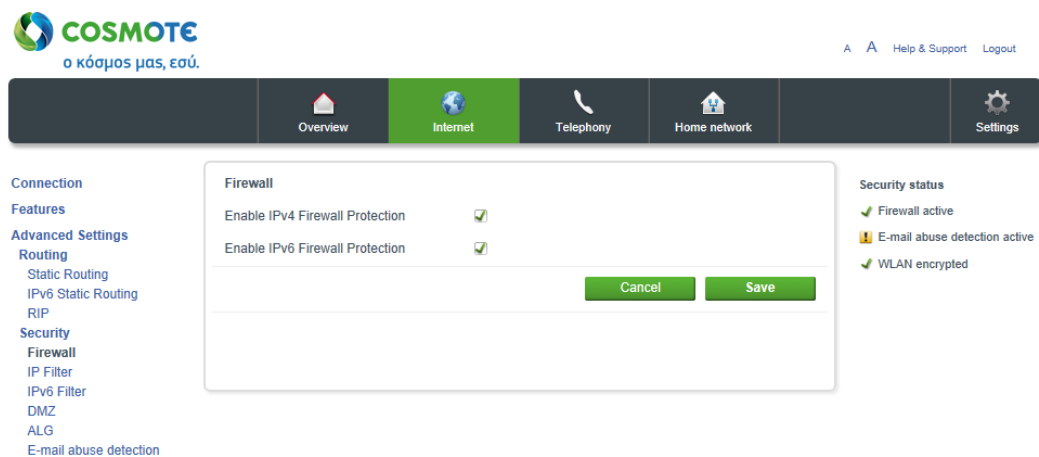 COSMOTE
ο κόσμος μας, εσύ.
A A Help & Support Logout
Overview Internet Telephony Home network Settings
Connection
Features
Advanced Settings
Routing
Static Routing
IPv6 Static Routing
RIP
Security
Firewall
IP Filter
IPv6 Filter
DMZ
ALG
E-mail abuse detection
Firewall
Enable IPv4 Firewall Protection
Enable IPv6 Firewall Protection
Cancel Save
Security status
Firewall active
E-mail abuse detection active
WLAN encrypted